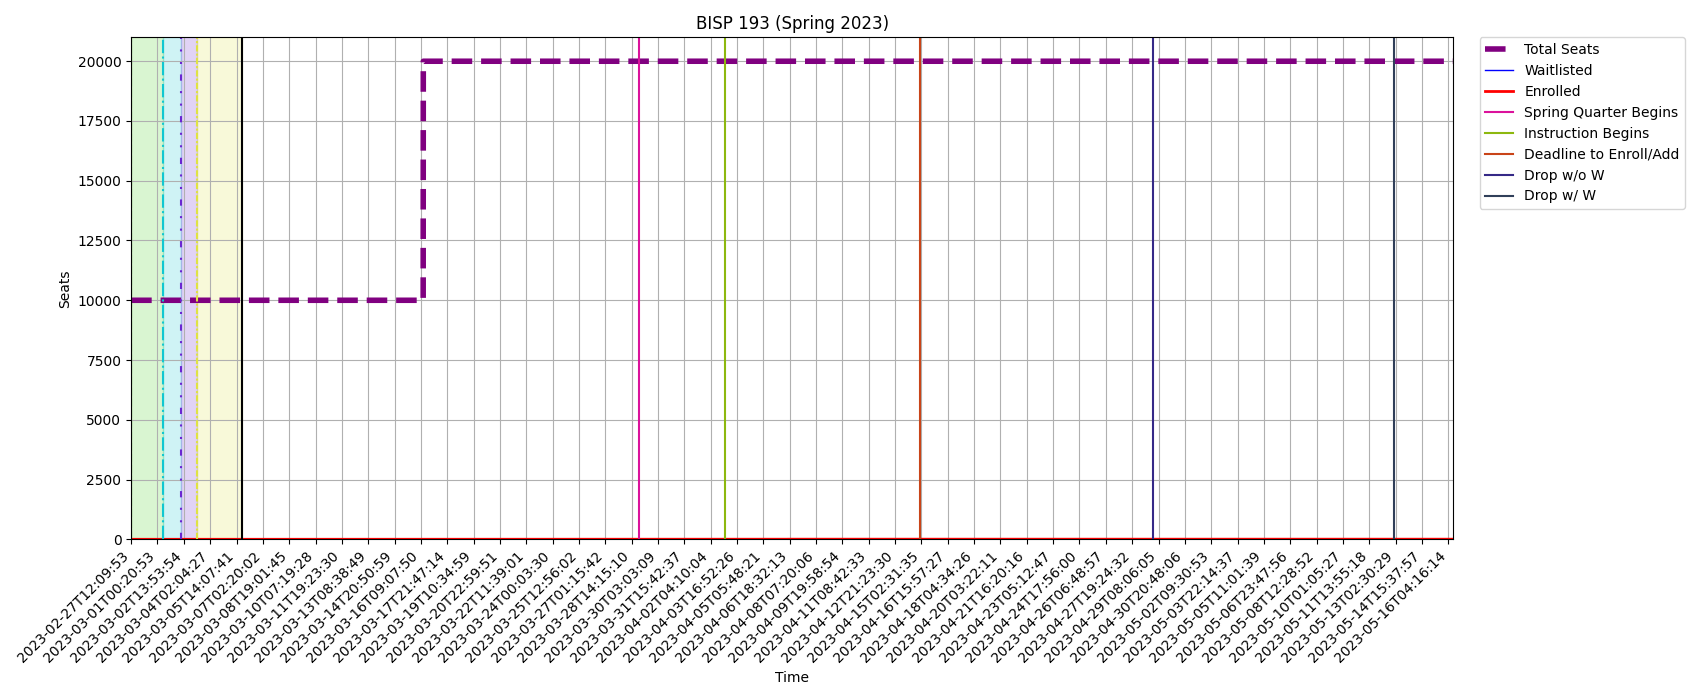 BISP 193 (Spring 2023)
20000
17500
15000
12500
10000
7500
5000
2500
0
Seats
2023-02-27T12:09:53
2023-03-01T00:20:53
2023-03-02T13:53:54
2023-03-04T02:04:27
2023-03-05T14:07:41
2023-03-07T02:20:02
2023-03-08T19:01:45
2023-03-10T07:19:28
2023-03-11T19:23:30
2023-03-13T08:38:49
2023-03-14T20:50:59
2023-03-16T09:07:50
2023-03-17T21:47:14
2023-03-19T10:34:59
2023-03-20T22:59:51
2023-03-22T11:39:01
2023-03-24T00:03:30
2023-03-25T12:56:02
2023-03-27T01:15:42
2023-03-28T14:15:10
2023-03-30T03:03:09
2023-03-31T15:42:37
2023-04-02T04:10:04
2023-04-03T16:52:26
2023-04-05T05:48:21
2023-04-06T18:32:13
2023-04-08T07:20:06
2023-04-09T19:58:54
2023-04-11T08:42:33
2023-04-12T21:23:30
2023-04-15T02:31:35
2023-04-16T15:57:27
2023-04-18T04:34:26
2023-04-20T03:22:11
2023-04-21T16:20:16
2023-04-23T05:12:47
2023-04-24T17:56:00
2023-04-26T06:48:57
2023-04-27T19:24:32
2023-04-29T08:06:05
2023-04-30T20:48:06
2023-05-02T09:30:53
2023-05-03T22:14:37
2023-05-05T11:01:39
2023-05-06T23:47:56
2023-05-08T12:28:52
2023-05-10T01:05:27
2023-05-11T13:55:18
2023-05-13T02:30:29
2023-05-14T15:37:57
2023-05-16T04:16:14
Time
Total Seats
Waitlisted
Enrolled
Spring Quarter Begins
Instruction Begins
Deadline to Enroll/Add
Drop w/o W
Drop w/ W